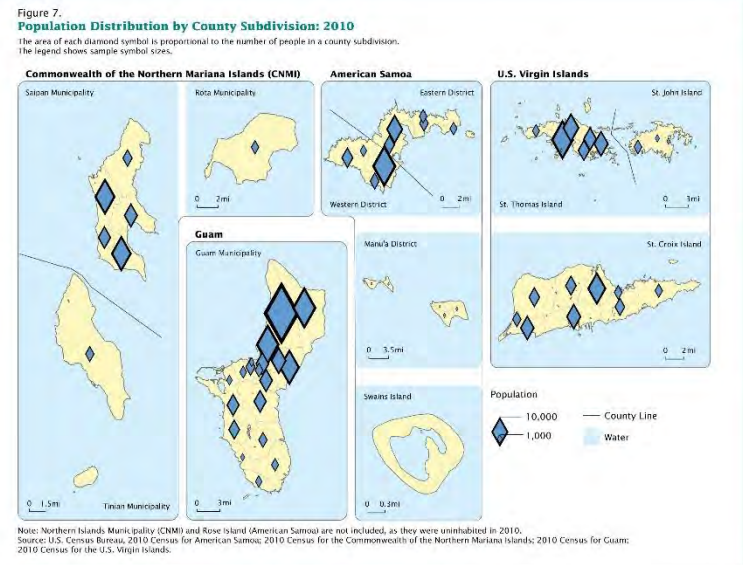 Figure 7.
Population Distribution by County Subdivision: 2010
The area of each diamond symbol is proportional to the number of people in a county subdivision.
The legend shows sample symbol sizes.
Commonwealth of the Northern Mariana Islands (CNMI)
American Samoa
U.S. Virgin Islands
Saipan Municipality
Rota Municipality
Eastern District
St. John Island
0 2mi
Western District
0 2mi
St. Thomas Island
0 3mi
Guam
Guam Municipality
Manu'a District
St. Croix Island
0 3.5mi
0 2mi
Swains Island
Population
10,000
1,000
County Line
Water
0 1.5mi
Tinian Municipality
0 3mi
0 0.3mi
Note: Northern Islands Municipality (CNMI) and Rose Island (American Samoa) are not included, as they were uninhabited in 2010.
Source: U.S. Census Bureau, 2010 Census for American Samoa; 2010 Census for the Commonwealth of the Northern Mariana Islands; 2010 Census for Guam;
2010 Census for the U.S. Virgin Islands.